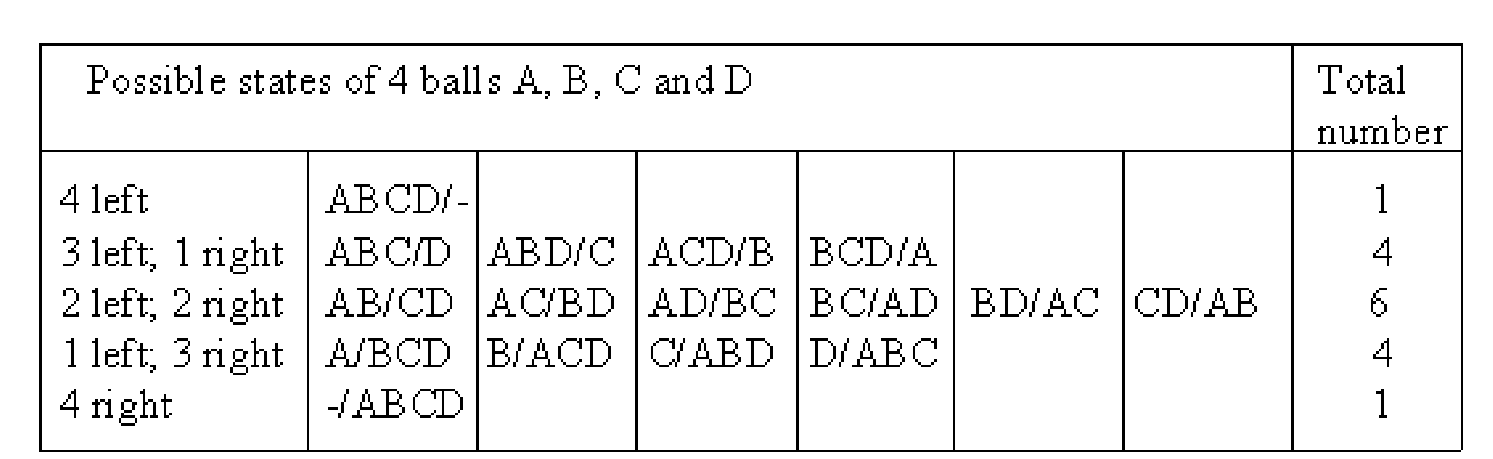 Possible states of 4 balls A, B, C and D Total
number
4 left ABCD/- 1
3 left; 1 right ABC/D ABD/C ACD/B BCD/A 4
2 left; 2 right AB/CD AC/BD AD/BC BC/AD BD/AC CD/AB 6
1 left; 3 right A/BCD B/ACD C/ABD D/ABC 4
4 right -/ABCD 1